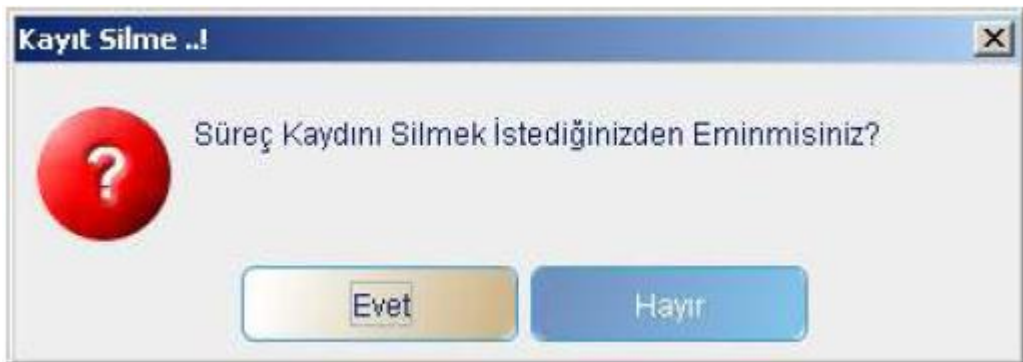 Kayıt Silme ..!
Süreç Kaydını Silmek İstediğinizden Eminmisiniz?
Evet
Hayır